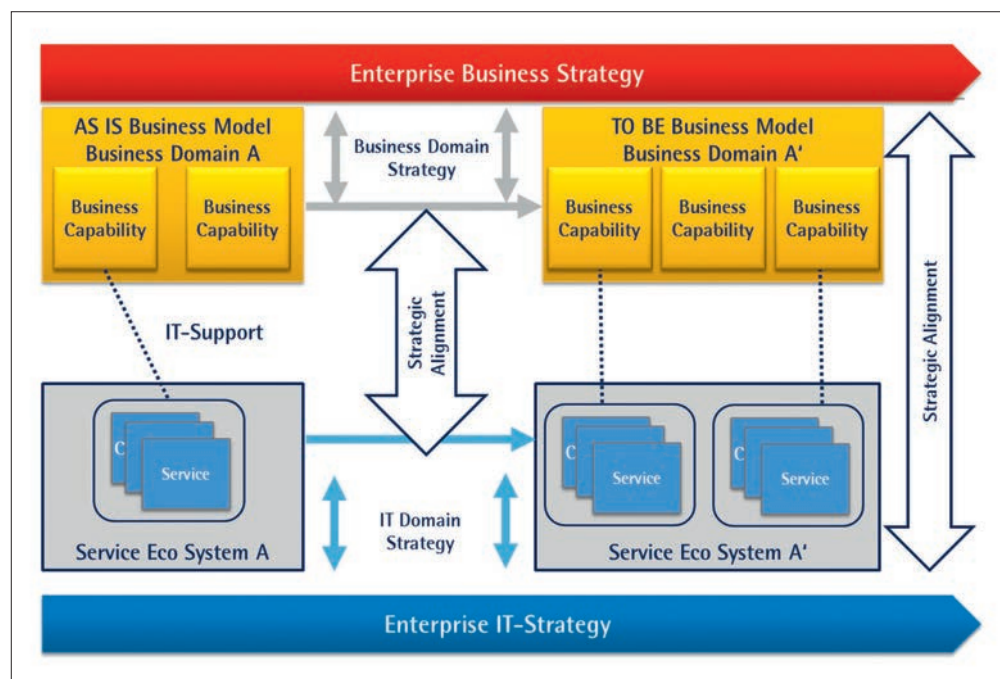 Enterprise Business Strategy
AS IS Business Model
Business Domain A
Business
Capability
Business
Capability
Business Domain
Strategy
TO BE Business Model
Business Domain A'
Business
Capability
Business
Capability
Business
Capability
IT-Support
Strategic
Alignment
Strategic Alignment
C
Service
Service Eco System A
IT Domain
Strategy
C
Service
C
Service
Service Eco System A'
Enterprise IT-Strategy